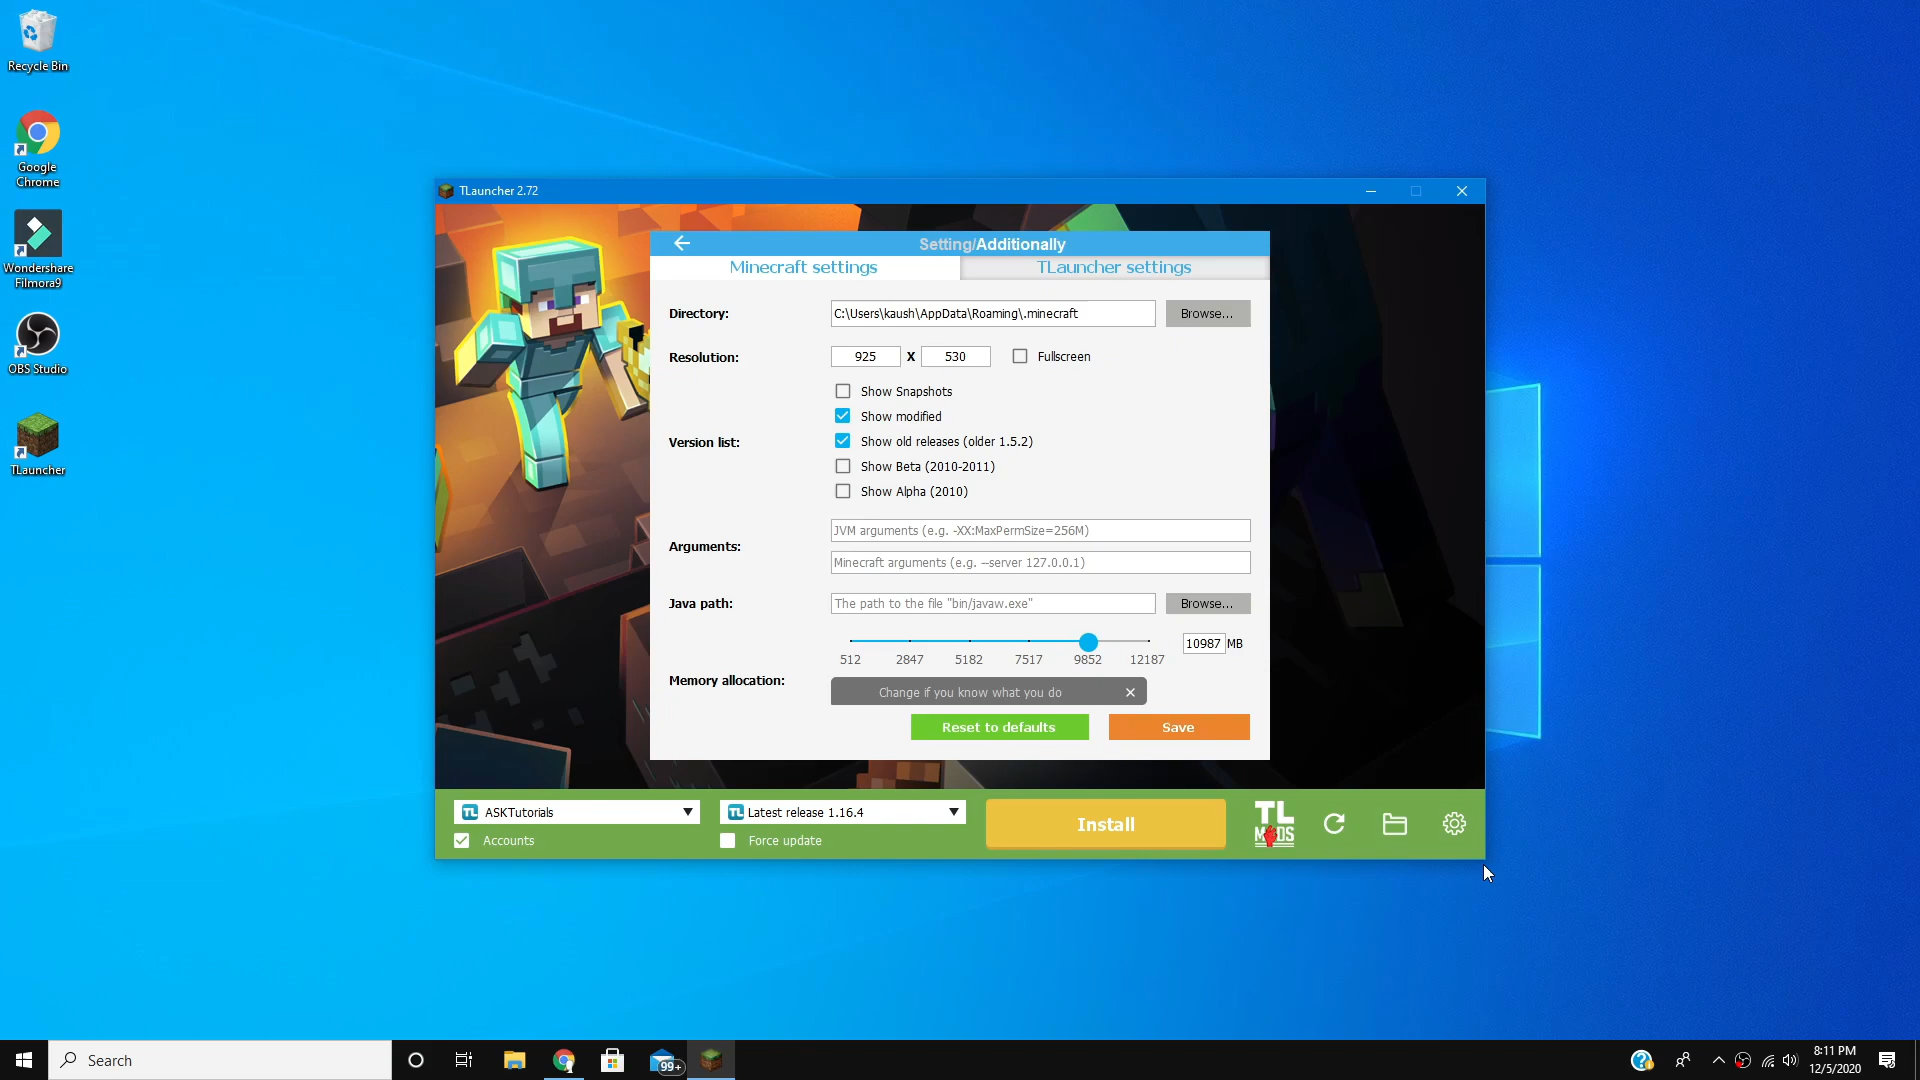 Recycle Bin
Google
Chrome
Wondershare
Filmora9
OBS Studio
TLauncher
TLauncher 2.72
Setting/Additionally
Minecraft settings
TLauncher settings
Directory:
C:\Users\kaush\AppData\Roaming\.minecraft
Browse...
Resolution:
925 X 530
Fullscreen
Version list:
Show Snapshots
Show modified
Show old releases (older 1.5.2)
Show Beta (2010-2011)
Show Alpha (2010)
Arguments:
JVM arguments (e.g. -XX:MaxPermSize=256M)
Minecraft arguments (e.g. --server 127.0.0.1)
Java path:
The path to the file "bin/javaw.exe"
Browse...
Memory allocation:
512 2847 5182 7517 9852 12187
10987 MB
Change if you know what you do
Reset to defaults
Save
TL ASKTutorials
Accounts
TL Latest release 1.16.4
Force update
Install
TL
MODS
Search
99+
8:11 PM
12/5/2020